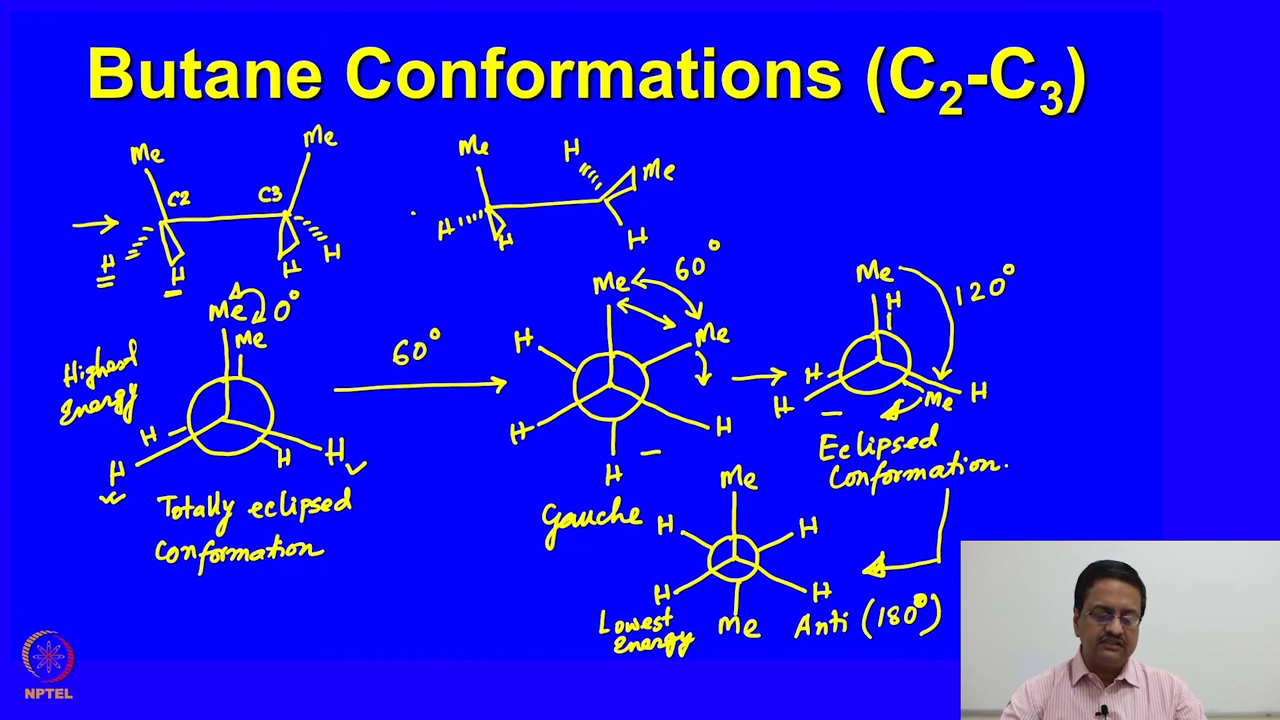 Butane Conformations (C₂-C₃)
Me Me
C2 C3
H H H H
Me H Me
H H H
Me 0°
Me
Highest
Energy
H H
H H
Totally eclipsed
Conformation
60°
Me 60°
H Me
H H
H
Gauche
Me 120°
H
H H
H Me
Eclipsed
Conformation.
Me
H H
H H
Me
Lowest
Energy
Anti (180°)
NPTEL